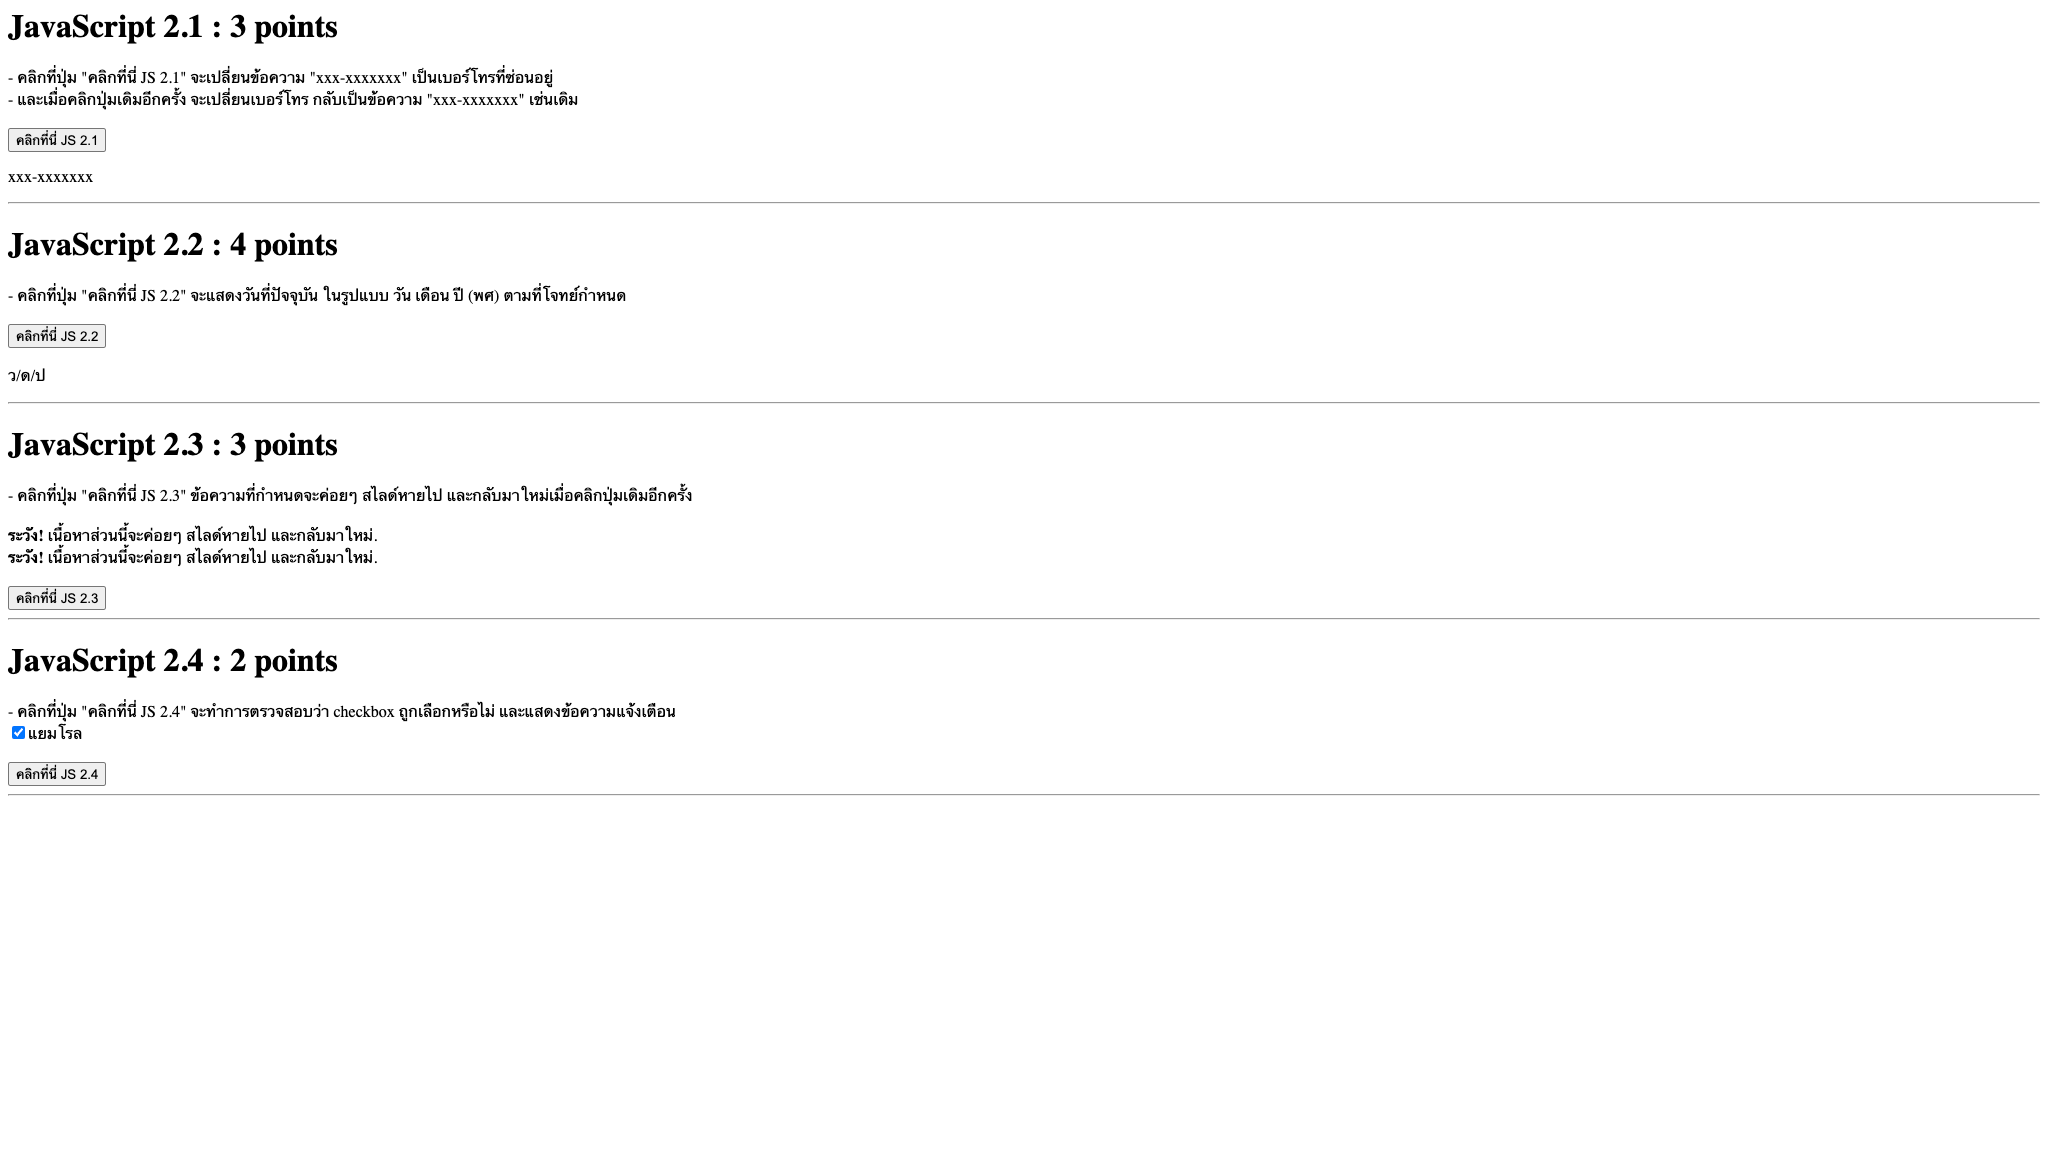 JavaScript 2.1 : 3 points
- คลิกที่ปุ่ม "คลิกที่นี่ JS 2.1" จะเปลี่ยนข้อความ "xxx-xxxxxxx" เป็นเบอร์โทรที่ซ่อนอยู่
- และเมื่อคลิกปุ่มเดิมอีกครั้ง จะเปลี่ยนเบอร์โทร กลับเป็นข้อความ "xxx-xxxxxxx" เช่นเดิม
คลิกที่นี่ JS 2.1
xxx-xxxxxxx
JavaScript 2.2 : 4 points
- คลิกที่ปุ่ม "คลิกที่นี่ JS 2.2" จะแสดงวันที่ปัจจุบัน ในรูปแบบ วัน เดือน ปี (พศ) ตามที่โจทย์กำหนด
คลิกที่นี่ JS 2.2
ว/ด/ป
JavaScript 2.3 : 3 points
- คลิกที่ปุ่ม "คลิกที่นี่ JS 2.3" ข้อความที่กำหนดจะค่อยๆ สไลด์หายไป และกลับมาใหม่เมื่อคลิกปุ่มเดิมอีกครั้ง
ระวัง! เนื้อหาส่วนนี้จะค่อยๆ สไลด์หายไป และกลับมาใหม่.
ระวัง! เนื้อหาส่วนนี้จะค่อยๆ สไลด์หายไป และกลับมาใหม่.
คลิกที่นี่ JS 2.3
JavaScript 2.4 : 2 points
- คลิกที่ปุ่ม "คลิกที่นี่ JS 2.4" จะทำการตรวจสอบว่า checkbox ถูกเลือกหรือไม่ และแสดงข้อความแจ้งเตือน
แยมโรล
คลิกที่นี่ JS 2.4